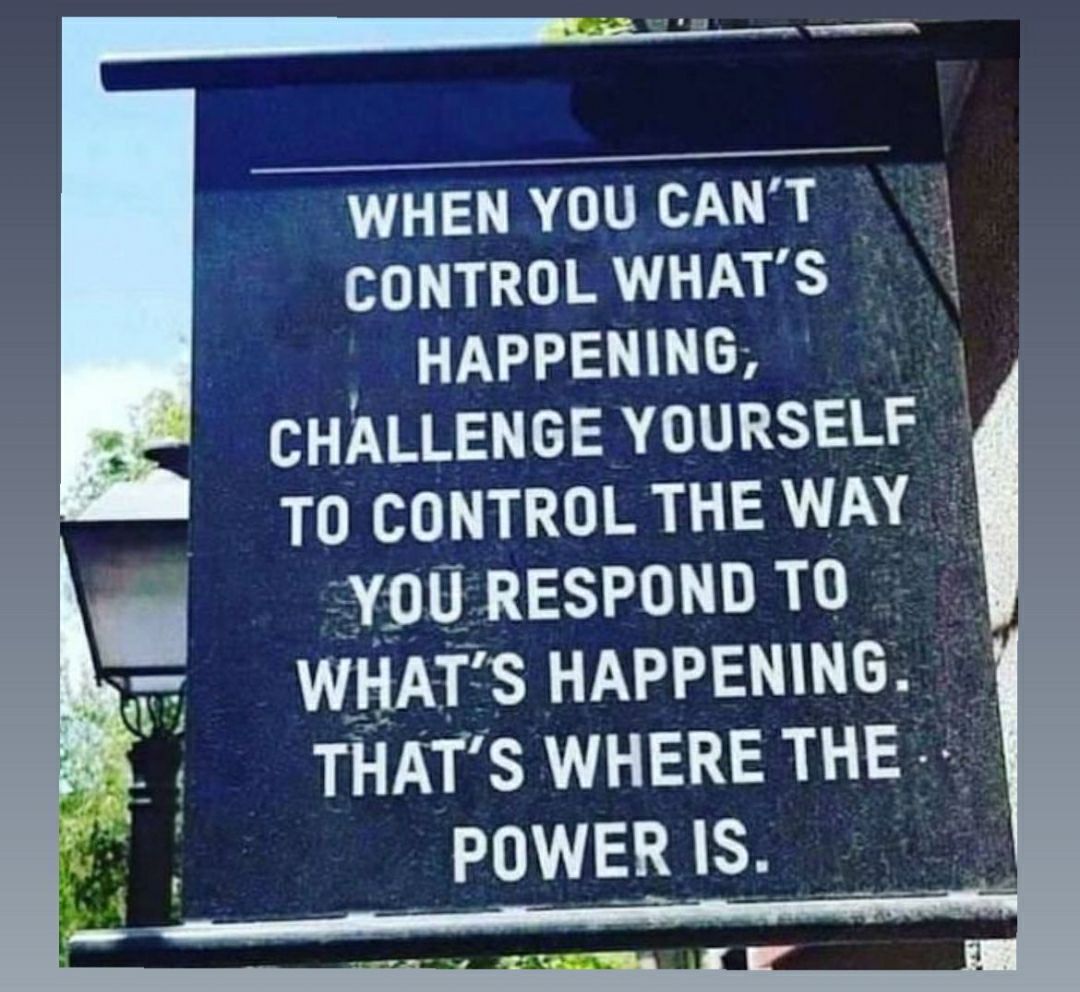 WHEN YOU CAN'T
CONTROL WHAT'S
HAPPENING,
CHALLENGE YOURSELF
TO CONTROL THE WAY
YOU RESPOND TO
WHAT'S HAPPENING.
THAT'S WHERE THE
POWER IS.